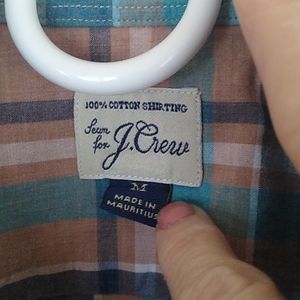 100% COTTON SHIRTING
Sewn
for
J.Crew
M
MADE IN
MAURITIUS